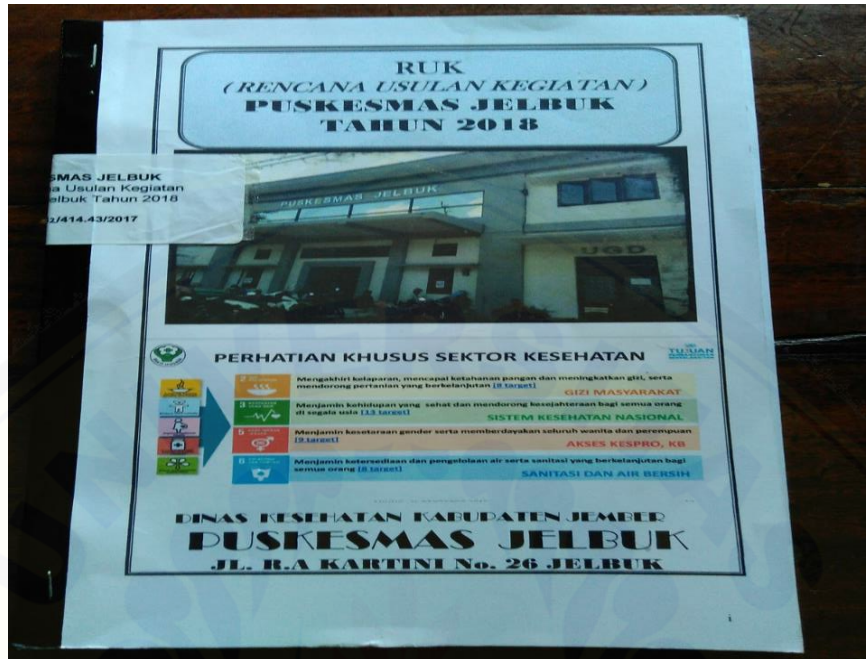 RUK
( RENCANA USULAN KEGIATAN )
PUSKESMAS JELBUK
TAHUN 2018
SMAS JELBUK
a Usulan Kegiatan
elbuk Tahun 2018
/414.43/2017
PUSKESMAS JELBUK
UGD
PERHATIAN KHUSUS SEKTOR KESEHATAN
TUJUAN
2
Mengakhiri kelaparan, mencapai ketahanan pangan dan meningkatkan gizi, serta
mendorong pertanian yang berkelanjutan [8 target]
GIZI MASYARAKAT
3
Menjamin kehidupan yang sehat dan mendorong kesejahteraan bagi semua orang
di segala usia [13 target]
SISTEM KESEHATAN NASIONAL
5
Menjamin kesetaraan gender serta memberdayakan seluruh wanita dan perempuan
[9 target]
AKSES KESPRO, KB
6
Menjamin ketersediaan dan pengelolaan air serta sanitasi yang berkelanjutan bagi
semua orang [8 target]
SANITASI DAN AIR BERSIH
DINAS KESEHATAN KABUPATEN JEMBER
PUSKESMAS JELBUK
JL. R.A KARTINI No. 26 JELBUK
i